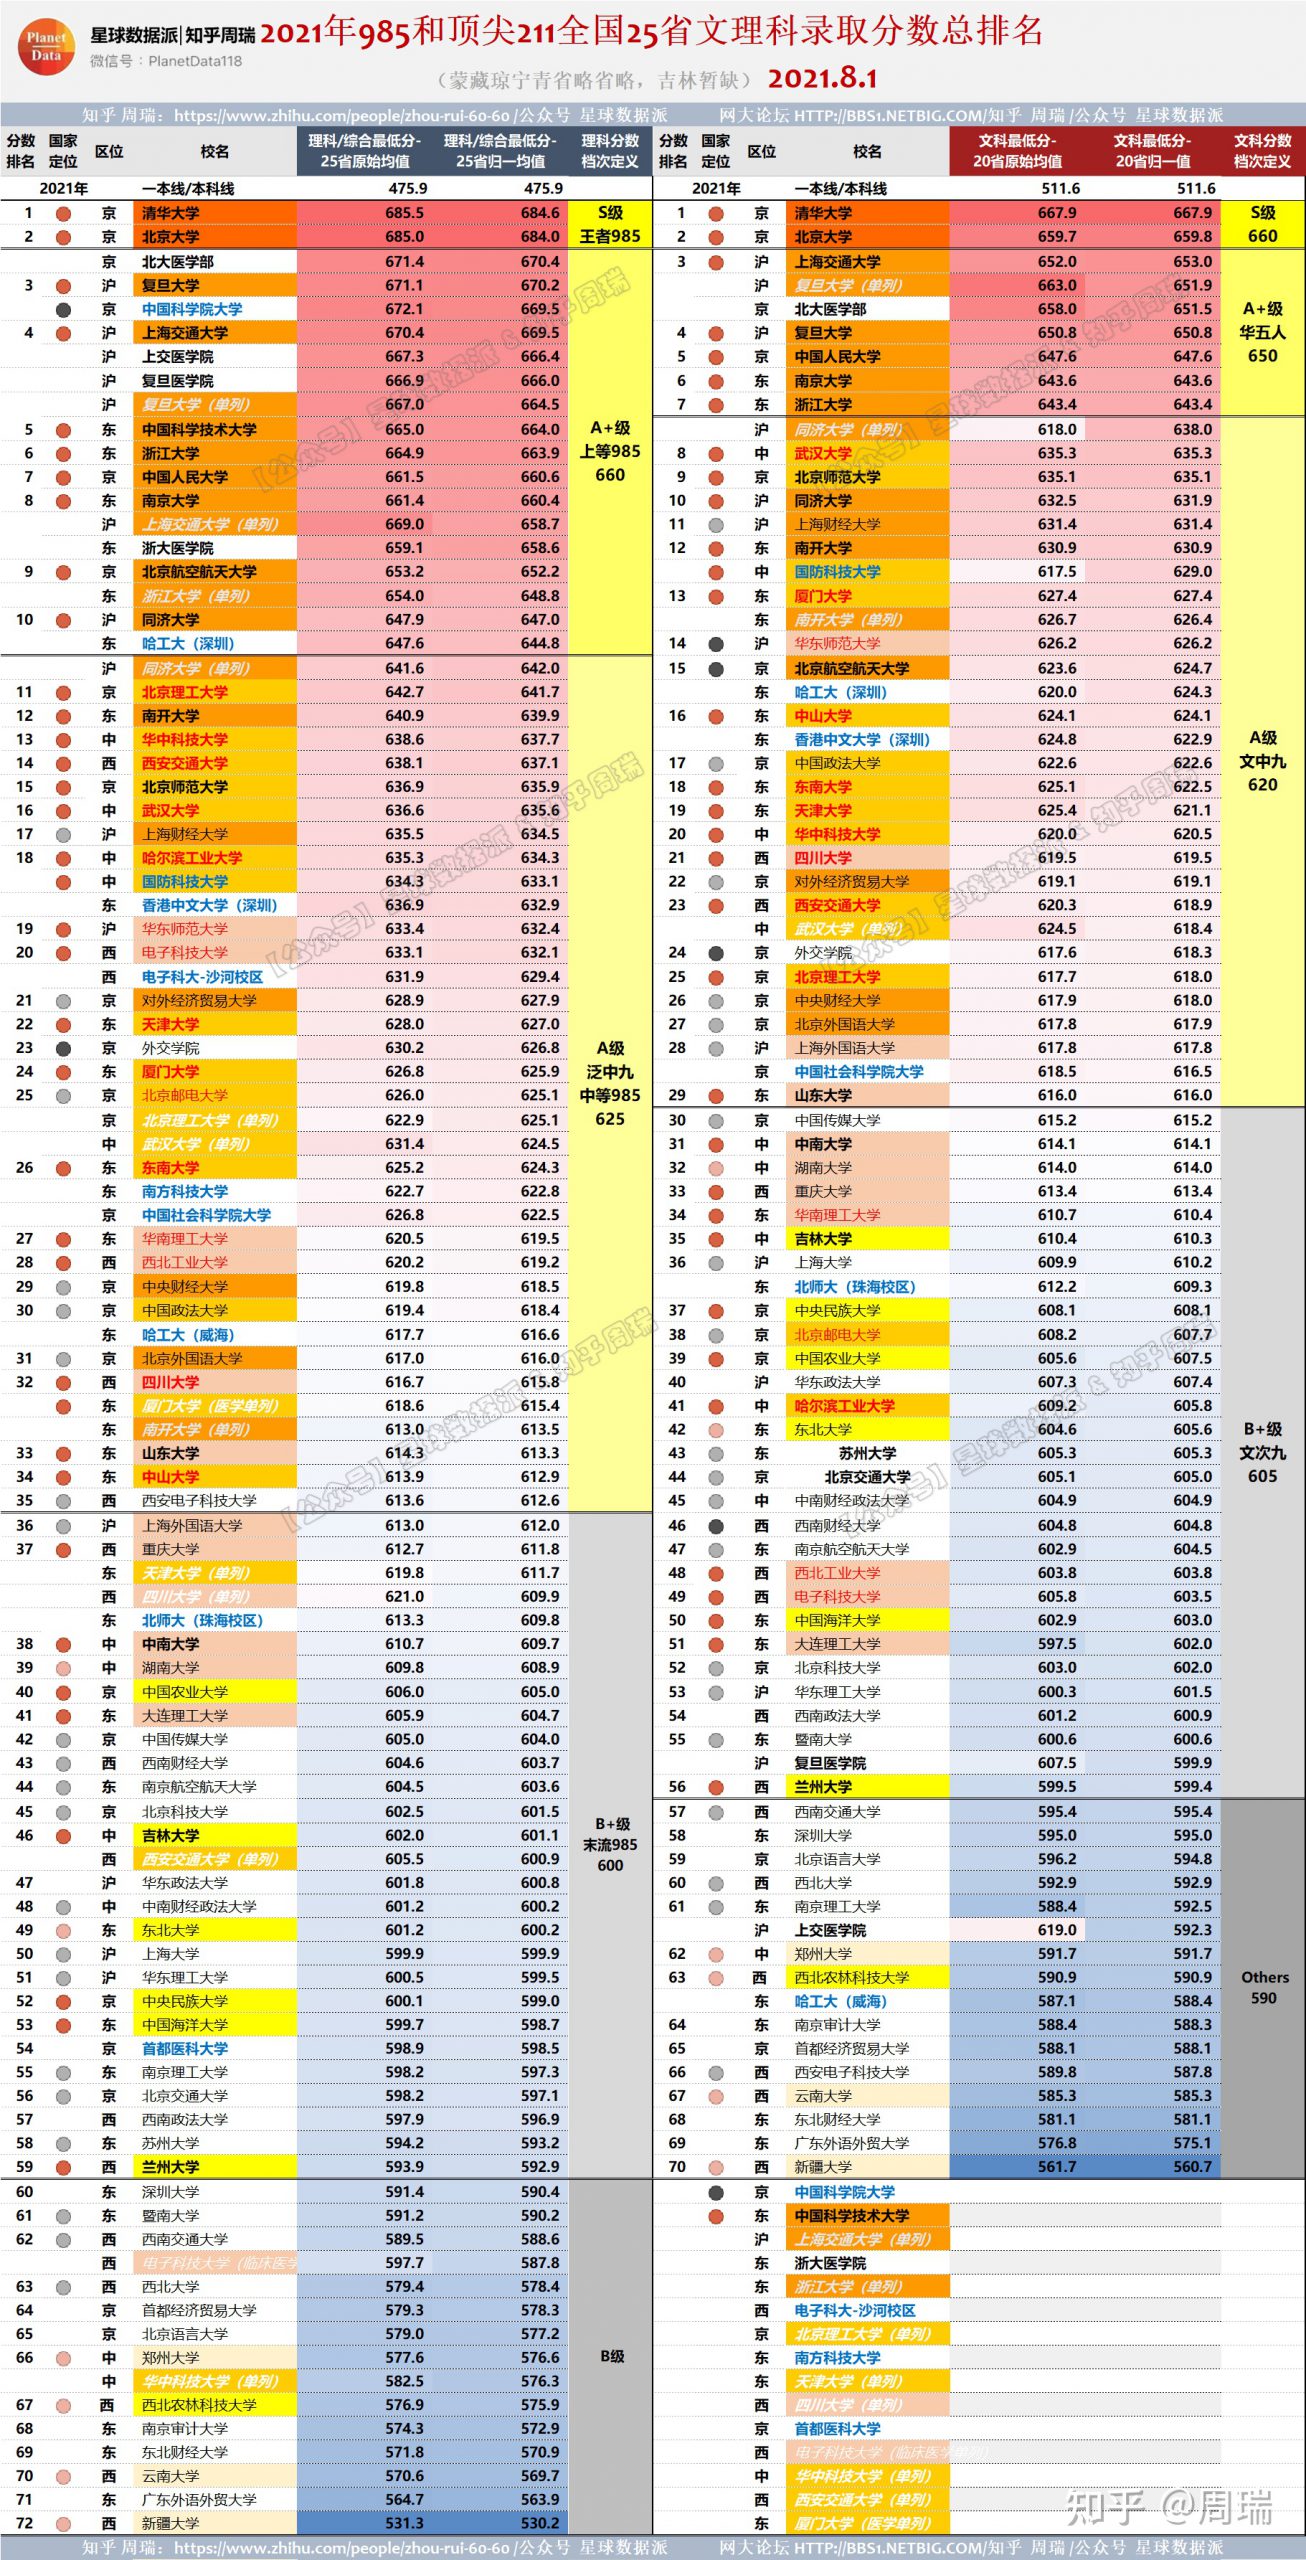 Planet
Data
星球数据派|知乎周瑞 2021年985和顶尖211全国25省文理科录取分数总排名
微信号：PlanetData118
（蒙藏琼宁青省略省略，吉林暂缺） 2021.8.1
知乎 周瑞：https://www.zhihu.com/people/zhou-rui-60-60 /公众号 星球数据派 网大论坛 HTTP://BBS1.NETBIG.COM/知乎 周瑞 /公众号 星球数据派
分数排名 国家定位 区位 校名 理科/综合最低分-25省原始均值 理科/综合最低分-25省归一均值 理科分数档次定义
2021年 一本线/本科线 475.9 475.9
1 京 清华大学 685.5 684.6 S级
2 京 北京大学 685.0 684.0 王者985
京 北大医学部 671.4 670.4
3 沪 复旦大学 671.1 670.2
京 中国科学院大学 672.1 669.5
4 沪 上海交通大学 670.4 669.5
沪 上交医学院 667.3 666.4
沪 复旦医学院 666.9 666.0
沪 复旦大学（单列） 667.0 664.5
5 东 中国科学技术大学 665.0 664.0 A+级
6 东 浙江大学 664.9 663.9 上等985
7 京 中国人民大学 661.5 660.6 660
8 东 南京大学 661.4 660.4
沪 上海交通大学（单列） 669.0 658.7
东 浙大医学院 659.1 658.6
9 京 北京航空航天大学 653.2 652.2
东 浙江大学（单列） 654.0 648.8
10 沪 同济大学 647.9 647.0
东 哈工大（深圳） 647.6 644.8
沪 同济大学（单列） 641.6 642.0
11 京 北京理工大学 642.7 641.7
12 东 南开大学 640.9 639.9
13 中 华中科技大学 638.6 637.7
14 西 西安交通大学 638.1 637.1
15 京 北京师范大学 636.9 635.9
16 中 武汉大学 636.6 635.6
17 沪 上海财经大学 635.5 634.5
18 中 哈尔滨工业大学 635.3 634.3
中 国防科技大学 634.3 633.1
东 香港中文大学（深圳） 636.9 632.9
19 沪 华东师范大学 633.4 632.4
20 西 电子科技大学 633.1 632.1
西 电子科大-沙河校区 631.9 629.4
21 京 对外经济贸易大学 628.9 627.9
22 东 天津大学 628.0 627.0
23 京 外交学院 630.2 626.8 A级
24 东 厦门大学 626.8 625.9 泛中九
25 京 北京邮电大学 626.0 625.1 中等985
京 北京理工大学（单列） 622.9 625.1 625
中 武汉大学（单列） 631.4 624.5
26 东 东南大学 625.2 624.3
东 南方科技大学 622.7 622.8
京 中国社会科学院大学 626.8 622.5
27 东 华南理工大学 620.5 619.5
28 西 西北工业大学 620.2 619.2
29 京 中央财经大学 619.8 618.5
30 京 中国政法大学 619.4 618.4
东 哈工大（威海） 617.7 616.6
31 京 北京外国语大学 617.0 616.0
32 西 四川大学 616.7 615.8
东 厦门大学（医学单列） 618.6 615.4
东 南开大学（单列） 613.0 613.5
33 东 山东大学 614.3 613.3
34 东 中山大学 613.9 612.9
35 西 西安电子科技大学 613.6 612.6
36 沪 上海外国语大学 613.0 612.0
37 西 重庆大学 612.7 611.8
东 天津大学（单列） 619.8 611.7
西 四川大学（单列） 621.0 609.9
东 北师大（珠海校区） 613.3 609.8
38 中 中南大学 610.7 609.7
39 中 湖南大学 609.8 608.9
40 京 中国农业大学 606.0 605.0
41 东 大连理工大学 605.9 604.7
42 京 中国传媒大学 605.0 604.0
43 西 西南财经大学 604.6 603.7
44 东 南京航空航天大学 604.5 603.6
45 京 北京科技大学 602.5 601.5 B+级
46 中 吉林大学 602.0 601.1 末流985
西 西安交通大学（单列） 605.5 600.9 600
47 沪 华东政法大学 601.8 600.8
48 中 中南财经政法大学 601.2 600.2
49 东 东北大学 601.2 600.2
50 沪 上海大学 599.9 599.9
51 沪 华东理工大学 600.5 599.5
52 京 中央民族大学 600.1 599.0
53 东 中国海洋大学 599.7 598.7
54 京 首都医科大学 598.9 598.5
55 东 南京理工大学 598.2 597.3
56 京 北京交通大学 598.2 597.1
57 西 西南政法大学 597.9 596.9
58 东 苏州大学 594.2 593.2
59 西 兰州大学 593.9 592.9
60 东 深圳大学 591.4 590.4
61 东 暨南大学 591.2 590.2
62 西 西南交通大学 589.5 588.6
西 电子科技大学（临床医学 597.7 587.8
63 西 西北大学 579.4 578.4
64 京 首都经济贸易大学 579.3 578.3
65 京 北京语言大学 579.0 577.2
66 中 郑州大学 577.6 576.6 B级
中 华中科技大学（单列） 582.5 576.3
67 西 西北农林科技大学 576.9 575.9
68 东 南京审计大学 574.3 572.9
69 东 东北财经大学 571.8 570.9
70 西 云南大学 570.6 569.7
71 东 广东外语外贸大学 564.7 563.9
72 西 新疆大学 531.3 530.2
分数排名 国家定位 区位 校名 文科最低分-20省原始均值 文科最低分-20省归一值 文科分数档次定义
2021年 一本线/本科线 511.6 511.6
1 京 清华大学 667.9 667.9 S级
2 京 北京大学 659.7 659.8 660
3 沪 上海交通大学 652.0 653.0
沪 复旦大学（单列） 663.0 651.9
京 北大医学部 658.0 651.5 A+级
4 沪 复旦大学 650.8 650.8 华五人
5 京 中国人民大学 647.6 647.6 650
6 东 南京大学 643.6 643.6
7 东 浙江大学 643.4 643.4
沪 同济大学（单列） 618.0 638.0
8 中 武汉大学 635.3 635.3
9 京 北京师范大学 635.1 635.1
10 沪 同济大学 632.5 631.9
11 沪 上海财经大学 631.4 631.4
12 东 南开大学 630.9 630.9
中 国防科技大学 617.5 629.0
13 东 厦门大学 627.4 627.4
东 南开大学（单列） 626.7 626.4
14 沪 华东师范大学 626.2 626.2
15 京 北京航空航天大学 623.6 624.7
东 哈工大（深圳） 620.0 624.3
16 东 中山大学 624.1 624.1
东 香港中文大学（深圳） 624.8 622.9 A级
17 京 中国政法大学 622.6 622.6 文中九
18 东 东南大学 625.1 622.5 620
19 东 天津大学 625.4 621.1
20 中 华中科技大学 620.0 620.5
21 西 四川大学 619.5 619.5
22 京 对外经济贸易大学 619.1 619.1
23 西 西安交通大学 620.3 618.9
中 武汉大学（单列） 624.5 618.4
24 京 外交学院 617.6 618.3
25 京 北京理工大学 617.7 618.0
26 京 中央财经大学 617.9 618.0
27 京 北京外国语大学 617.8 617.9
28 沪 上海外国语大学 617.8 617.8
京 中国社会科学院大学 618.5 616.5
29 东 山东大学 616.0 616.0
30 京 中国传媒大学 615.2 615.2
31 中 中南大学 614.1 614.1
32 中 湖南大学 614.0 614.0
33 西 重庆大学 613.4 613.4
34 东 华南理工大学 610.7 610.4
35 中 吉林大学 610.4 610.3
36 沪 上海大学 609.9 610.2
东 北师大（珠海校区） 612.2 609.3
37 京 中央民族大学 608.1 608.1
38 京 北京邮电大学 608.2 607.7
39 京 中国农业大学 605.6 607.5
40 沪 华东政法大学 607.3 607.4
41 中 哈尔滨工业大学 609.2 605.8
42 东 东北大学 604.6 605.6 B+级
43 东 苏州大学 605.3 605.3 文次九
44 京 北京交通大学 605.1 605.0 605
45 中 中南财经政法大学 604.9 604.9
46 西 西南财经大学 604.8 604.8
47 东 南京航空航天大学 602.9 604.5
48 西 西北工业大学 603.8 603.8
49 西 电子科技大学 605.8 603.5
50 东 中国海洋大学 602.9 603.0
51 东 大连理工大学 597.5 602.0
52 京 北京科技大学 603.0 602.0
53 沪 华东理工大学 600.3 601.5
54 西 西南政法大学 601.2 600.9
55 东 暨南大学 600.6 600.6
沪 复旦医学院 607.5 599.9
56 西 兰州大学 599.5 599.4
57 西 西南交通大学 595.4 595.4
58 东 深圳大学 595.0 595.0
59 京 北京语言大学 596.2 594.8
60 西 西北大学 592.9 592.9
61 东 南京理工大学 588.4 592.5
沪 上交医学院 619.0 592.3
62 中 郑州大学 591.7 591.7
63 西 西北农林科技大学 590.9 590.9 Others
东 哈工大（威海） 587.1 588.4 590
64 东 南京审计大学 588.4 588.3
65 京 首都经济贸易大学 588.1 588.1
66 西 西安电子科技大学 589.8 587.8
67 西 云南大学 585.3 585.3
68 东 东北财经大学 581.1 581.1
69 东 广东外语外贸大学 576.8 575.1
70 西 新疆大学 561.7 560.7
京 中国科学院大学
东 中国科学技术大学
沪 上海交通大学（单列）
东 浙大医学院
东 浙江大学（单列）
西 电子科大-沙河校区
京 北京理工大学（单列）
东 南方科技大学
东 天津大学（单列）
西 四川大学（单列）
京 首都医科大学
西 电子科技大学（临床医学单列）
中 华中科技大学（单列）
西 西安交通大学（单列）
东 厦门大学（医学单列）
知乎 @周瑞
知乎 周瑞：https://www.zhihu.com/people/zhou-rui-60-60 /公众号 星球数据派 网大论坛 HTTP://BBS1.NETBIG.COM/知乎 周瑞 /公众号 星球数据派
【公众号】星球数据派 & 知乎周瑞
【公众号】星球数据派 & 知乎周瑞
【公众号】星球数据派 & 知乎周瑞
【公众号】星球数据派 & 知乎周瑞
【公众号】星球数据派 & 知乎周瑞
【公众号】星球数据派 & 知乎周瑞